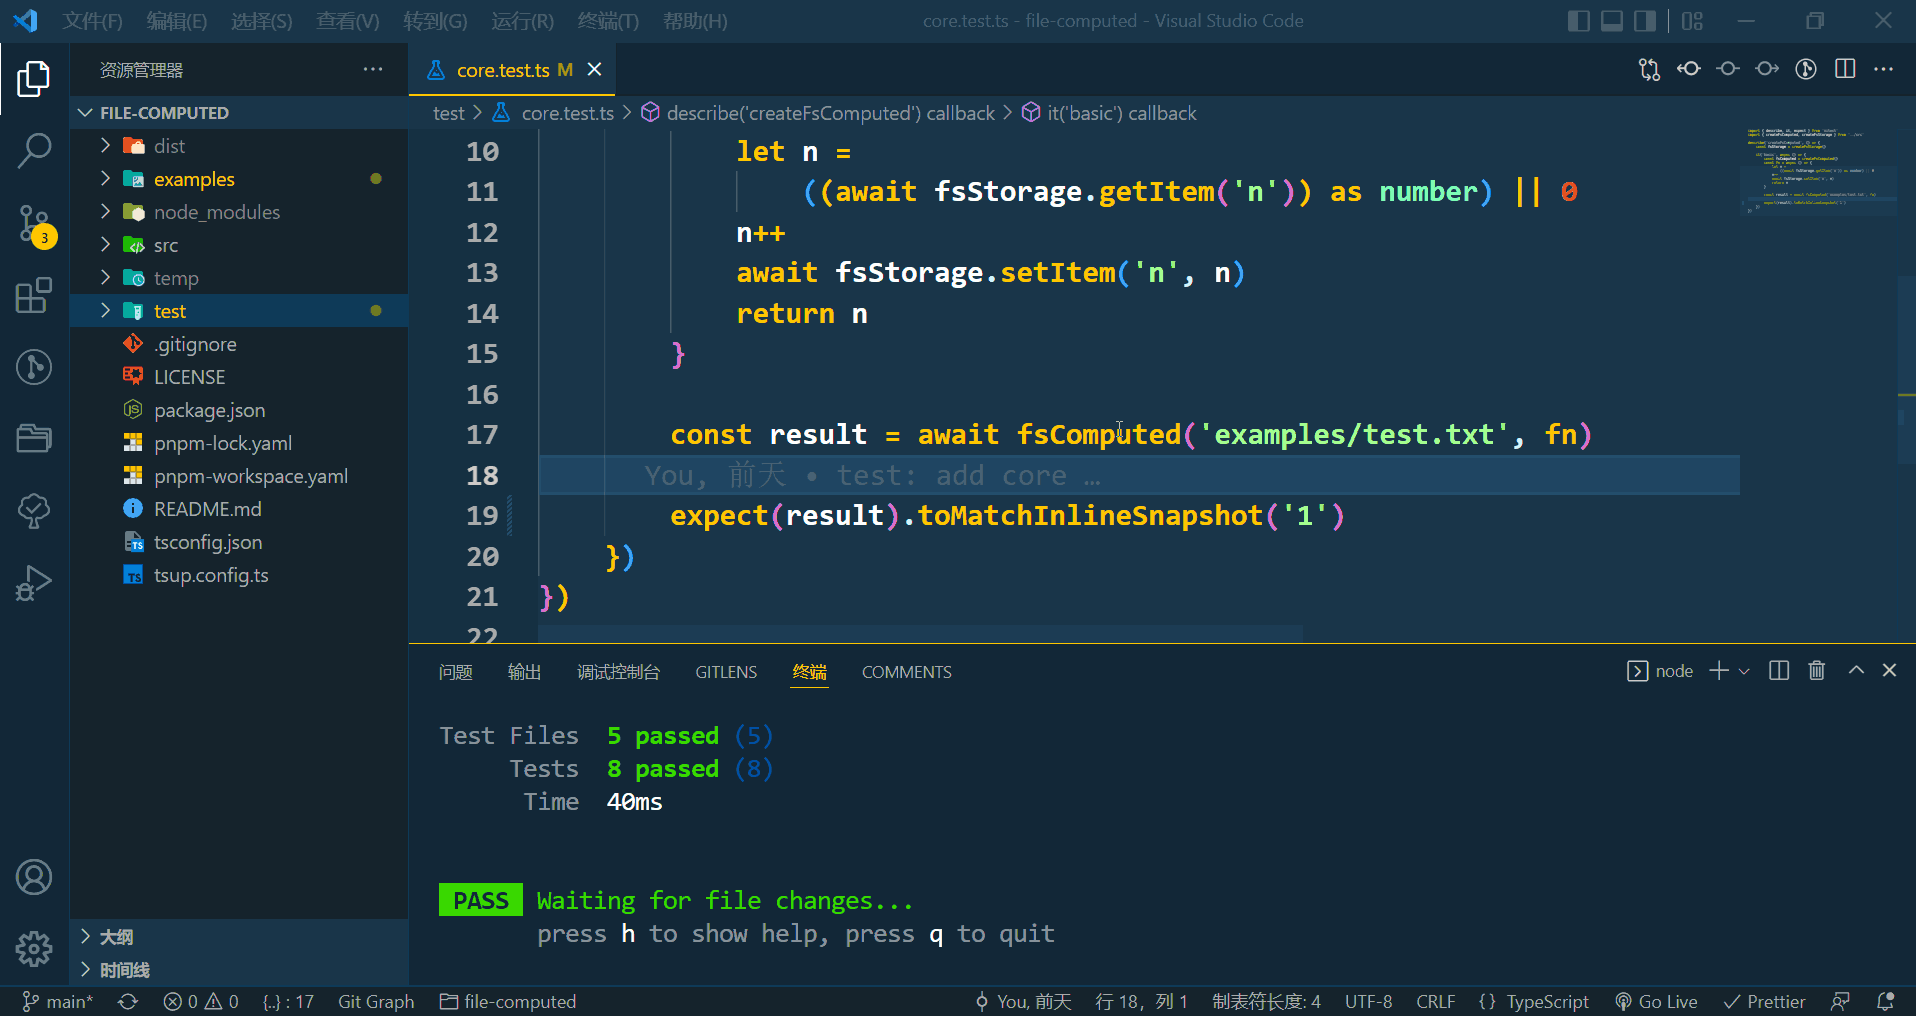 文件(F) 编辑(E) 选择(S) 查看(V) 转到(G) 运行(R) 终端(T) 帮助(H) core.test.ts - file-computed - Visual Studio Code
资源管理器
FILE-COMPUTED
dist
examples
node_modules
src
temp
test
.gitignore
LICENSE
package.json
pnpm-lock.yaml
pnpm-workspace.yaml
README.md
tsconfig.json
tsup.config.ts
大纲
时间线
3
core.test.ts M
test > core.test.ts > describe('createFsComputed') callback > it('basic') callback
10 let n =
11 ((await fsStorage.getItem('n')) as number) || 0
12 n++
13 await fsStorage.setItem('n', n)
14 return n
15 }
16
17 const result = await fsComputed('examples/test.txt', fn)
18 You, 前天 • test: add core …
19 expect(result).toMatchInlineSnapshot('1')
20 })
21 })
22
问题 输出 调试控制台 GITLENS 终端 COMMENTS node
Test Files 5 passed (5)
Tests 8 passed (8)
Time 40ms
PASS Waiting for file changes...
press h to show help, press q to quit
main* 0 0 {..} : 17 Git Graph file-computed You, 前天 行 18, 列 1 制表符长度: 4 UTF-8 CRLF {} TypeScript Go Live Prettier